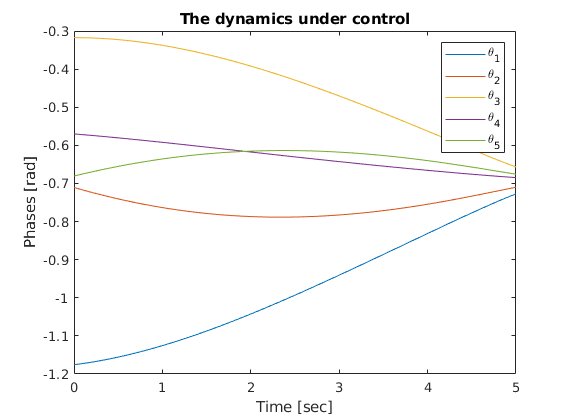 The dynamics under control
Phases [rad]
-0.3
-0.4
-0.5
-0.6
-0.7
-0.8
-0.9
-1
-1.1
-1.2
θ1
θ2
θ3
θ4
θ5
0 1 2 3 4 5
Time [sec]